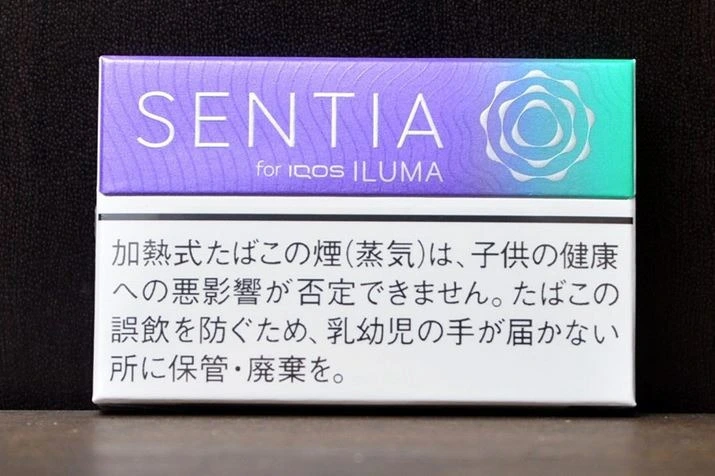 SENTIA
for IQOS ILUMA
加熱式たばこの煙(蒸気)は、子供の健康
への悪影響が否定できません。たばこの
誤飲を防ぐため、乳幼児の手が届かない
所に保管・廃棄を。